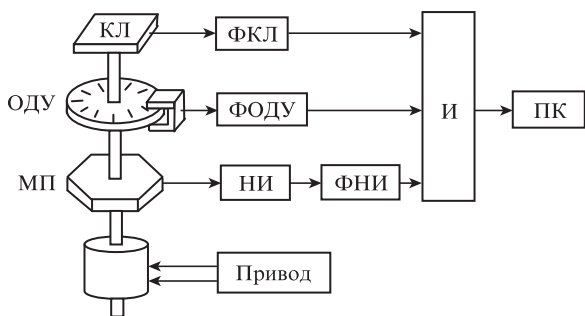 КЛ
ФКЛ
ОДУ
ФОДУ
И
ПК
МП
НИ
ФНИ
Привод